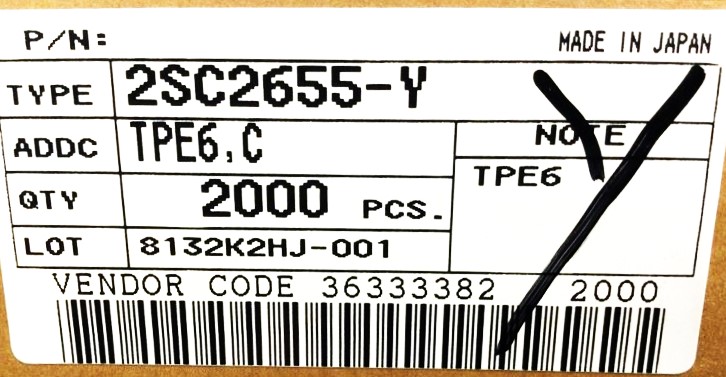 P/N: MADE IN JAPAN
TYPE 2SC2655-Y
ADDC TPE6,C NOTE
QTY 2000 PCS. TPE6
LOT 8132K2HJ-001
VENDOR CODE 36333382 2000
Y